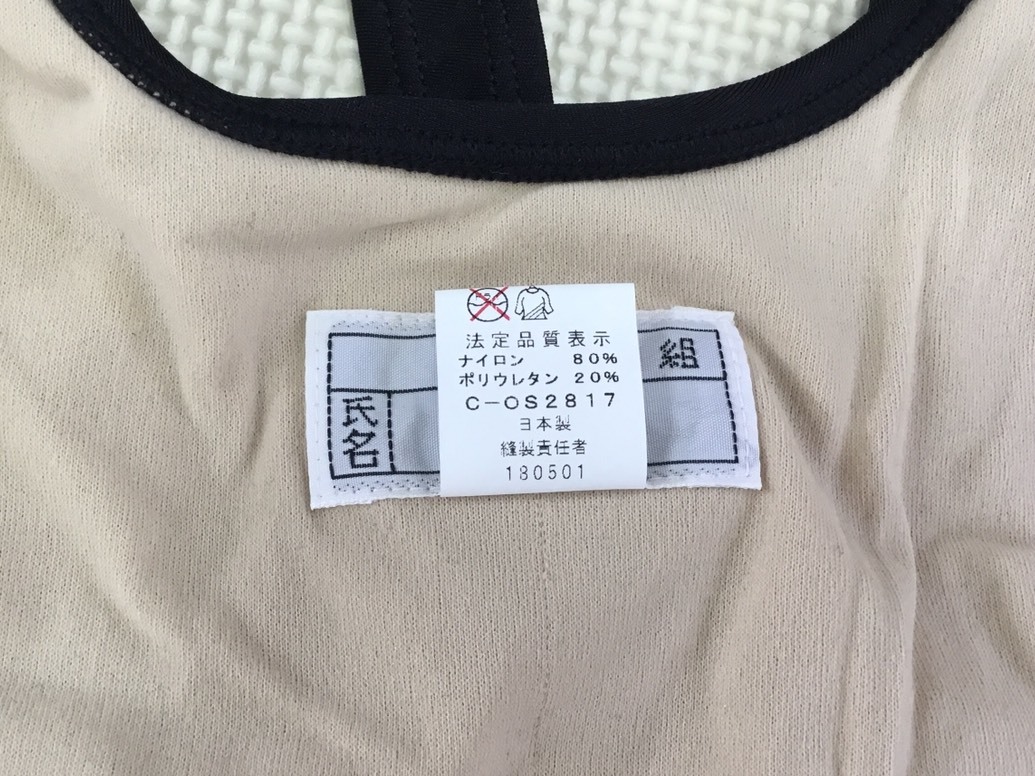 法定品質表示
ナイロン 80%
ポリウレタン 20%
C-OS2817
日本製
縫製責任者
180501
組
氏名